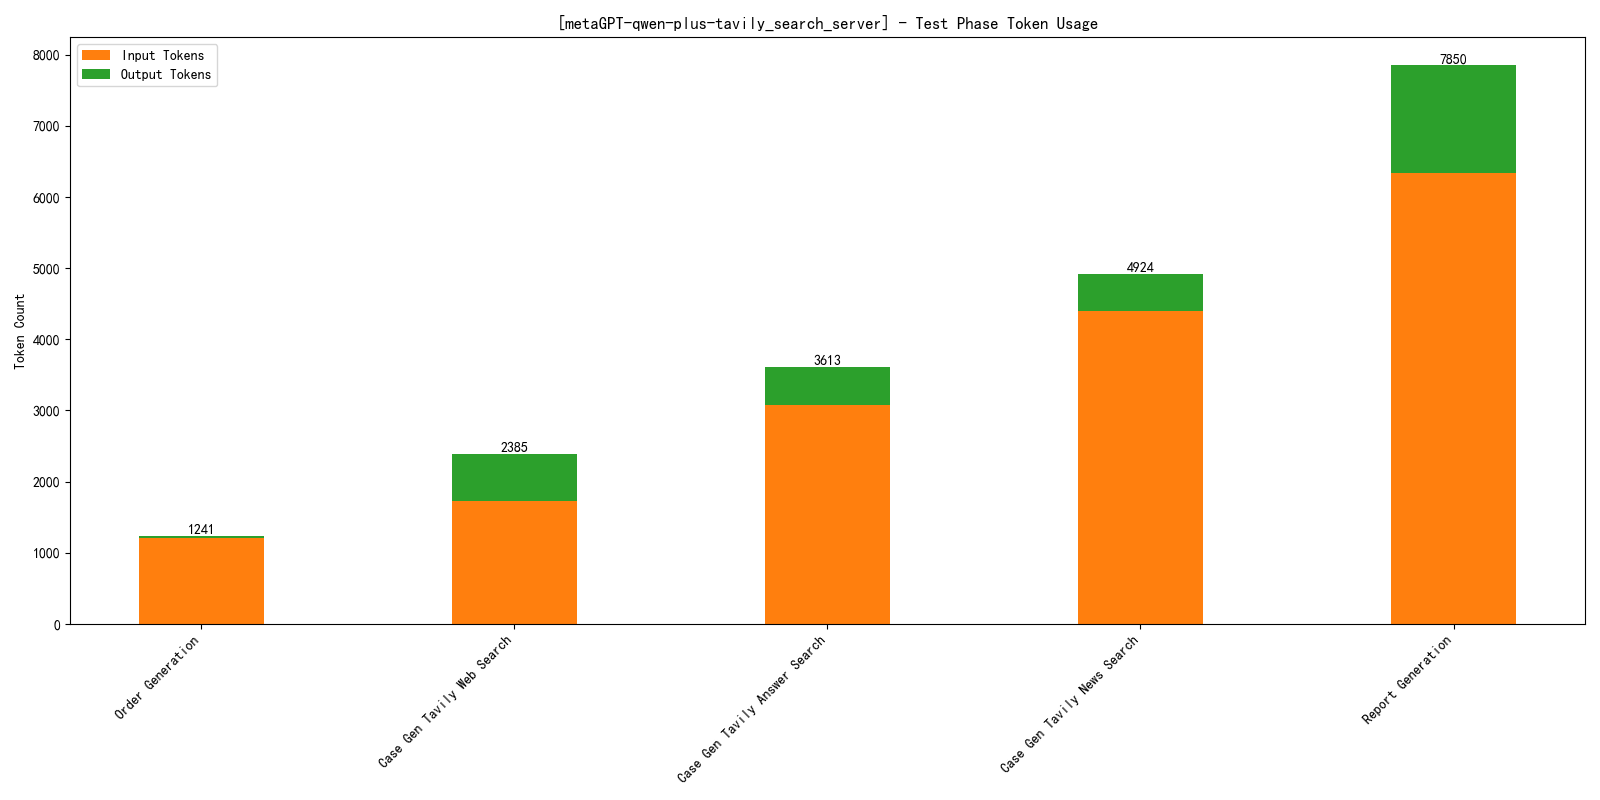 [metaGPT-qwen-plus-tavily_search_server] - Test Phase Token Usage
Input Tokens
Output Tokens
Token Count
8000
7000
6000
5000
4000
3000
2000
1000
0
1241
2385
3613
4924
7850
Order Generation
Case Gen Tavily Web Search
Case Gen Tavily Answer Search
Case Gen Tavily News Search
Report Generation